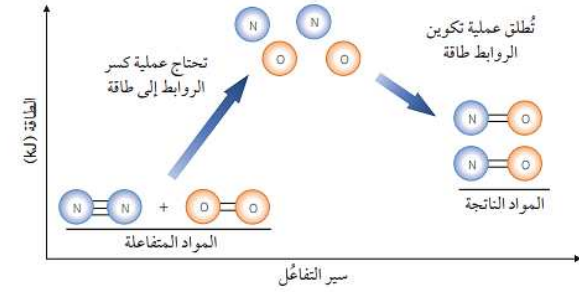 N N
O O
تُطلق عملية تكوين
الروابط طاقة
تحتاج عملية كسر
الروابط إلى طاقة
الطاقة (kJ)
N O
N O
المواد الناتجة
N N + O O
المواد المتفاعلة
سير التفاعُل